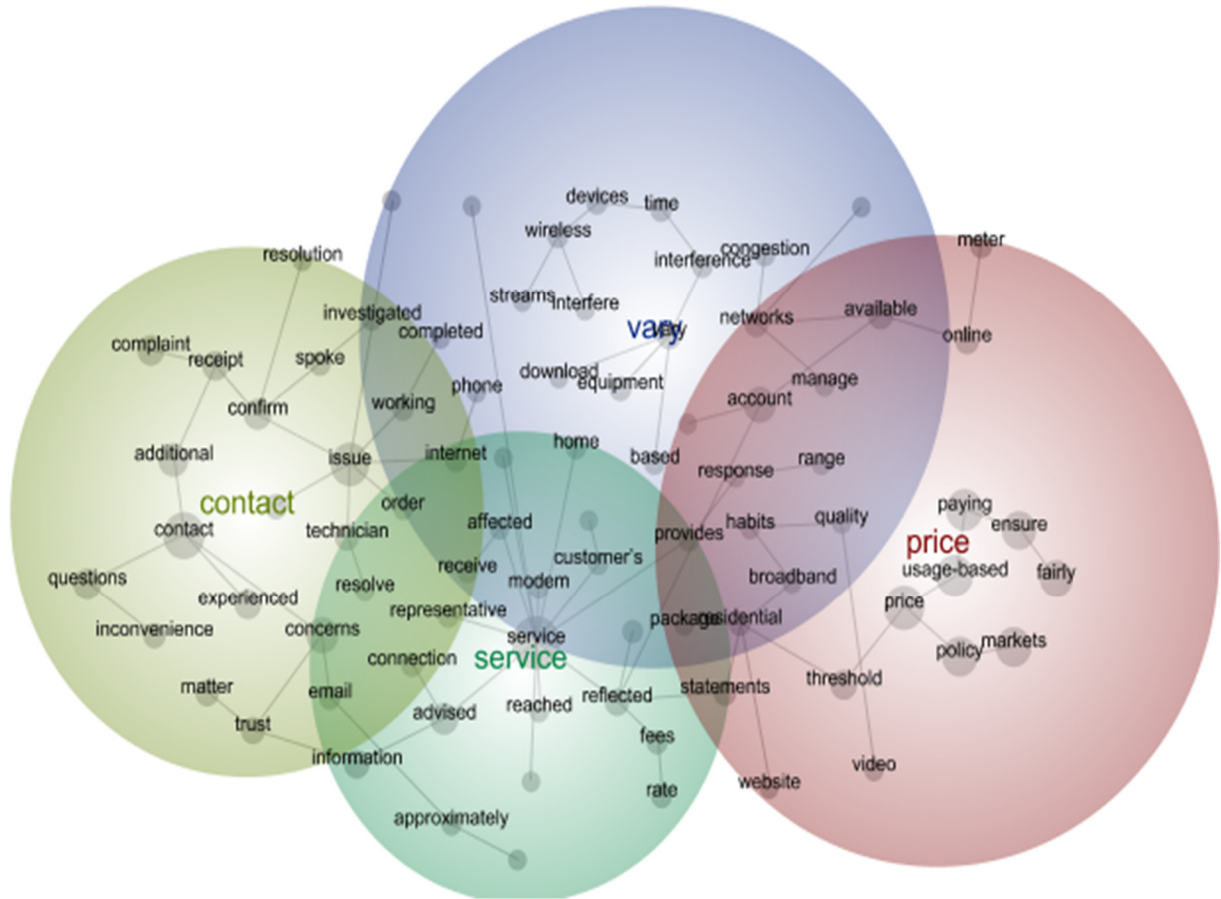 devices
time
wireless
congestion
interference
meter
resolution
streams
interfere
investigated
available
completed
networks
vary
online
complaint
receipt
spoke
download
equipment
manage
phone
confirm
working
account
home
additional
issue
internet
based
response
range
contact
order
paying
contact
technician
affected
provides
habits
quality
ensure
price
customer's
receive
usage-based
fairly
questions
resolve
modem
broadband
experienced
representative
price
inconvenience
concerns
service
package
residential
policy
markets
connection
service
matter
email
reached
reflected
statements
threshold
trust
advised
fees
information
rate
website
video
approximately